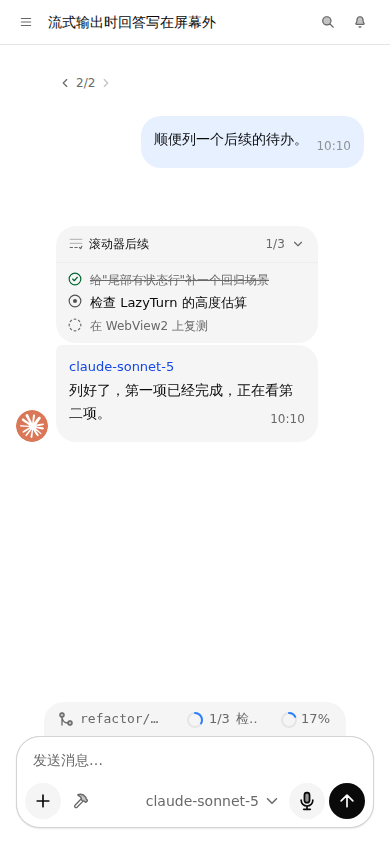 流式输出时回答写在屏幕外
2/2
顺便列一个后续的待办。 10:10
滚动器后续 1/3
给"尾部有状态行"补一个回归场景
检查 LazyTurn 的高度估算
在 WebView2 上复测
claude-sonnet-5
列好了，第一项已经完成，正在看第
二项。 10:10
refactor/… 1/3 检.. 17%
发送消息…
claude-sonnet-5